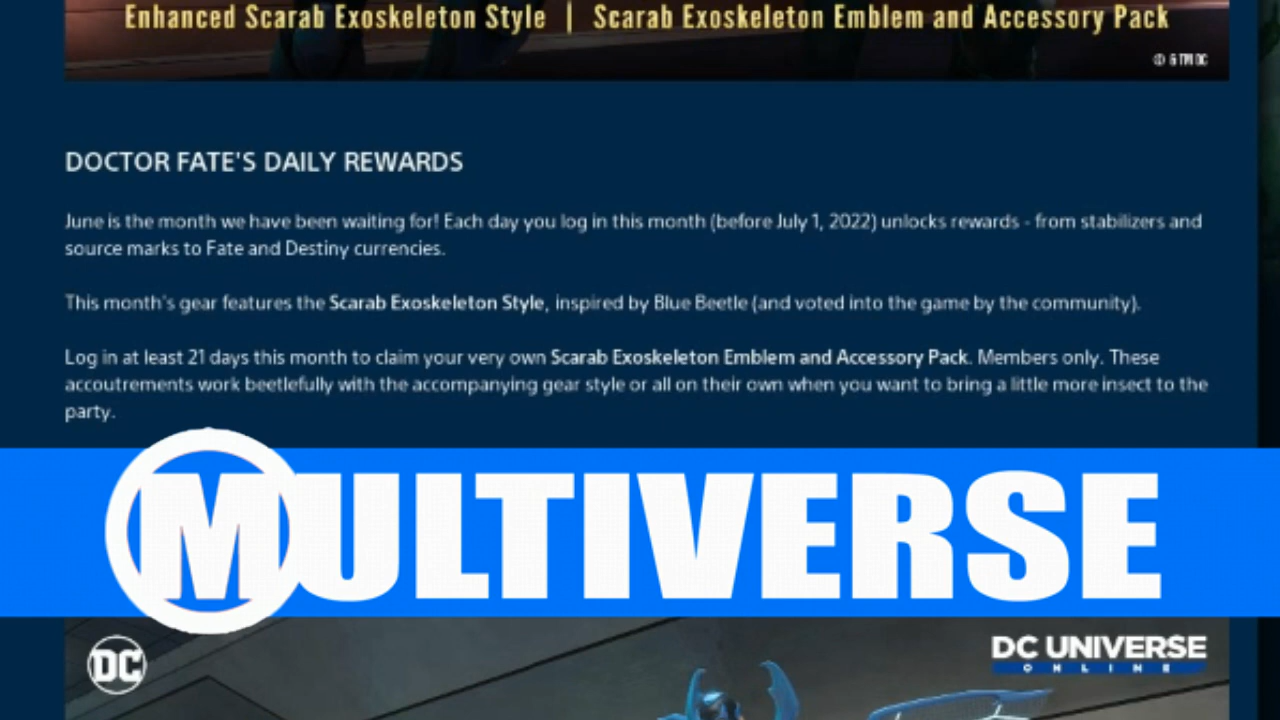 Enhanced Scarab Exoskeleton Style | Scarab Exoskeleton Emblem and Accessory Pack
© & TM DC
DOCTOR FATE'S DAILY REWARDS
June is the month we have been waiting for! Each day you log in this month (before July 1, 2022) unlocks rewards - from stabilizers and
source marks to Fate and Destiny currencies.
This month's gear features the Scarab Exoskeleton Style, inspired by Blue Beetle (and voted into the game by the community).
Log in at least 21 days this month to claim your very own Scarab Exoskeleton Emblem and Accessory Pack. Members only. These
accoutrements work beetlefully with the accompanying gear style or all on their own when you want to bring a little more insect to the
party.
MULTIVERSE
DC
DC UNIVERSE
ONLINE